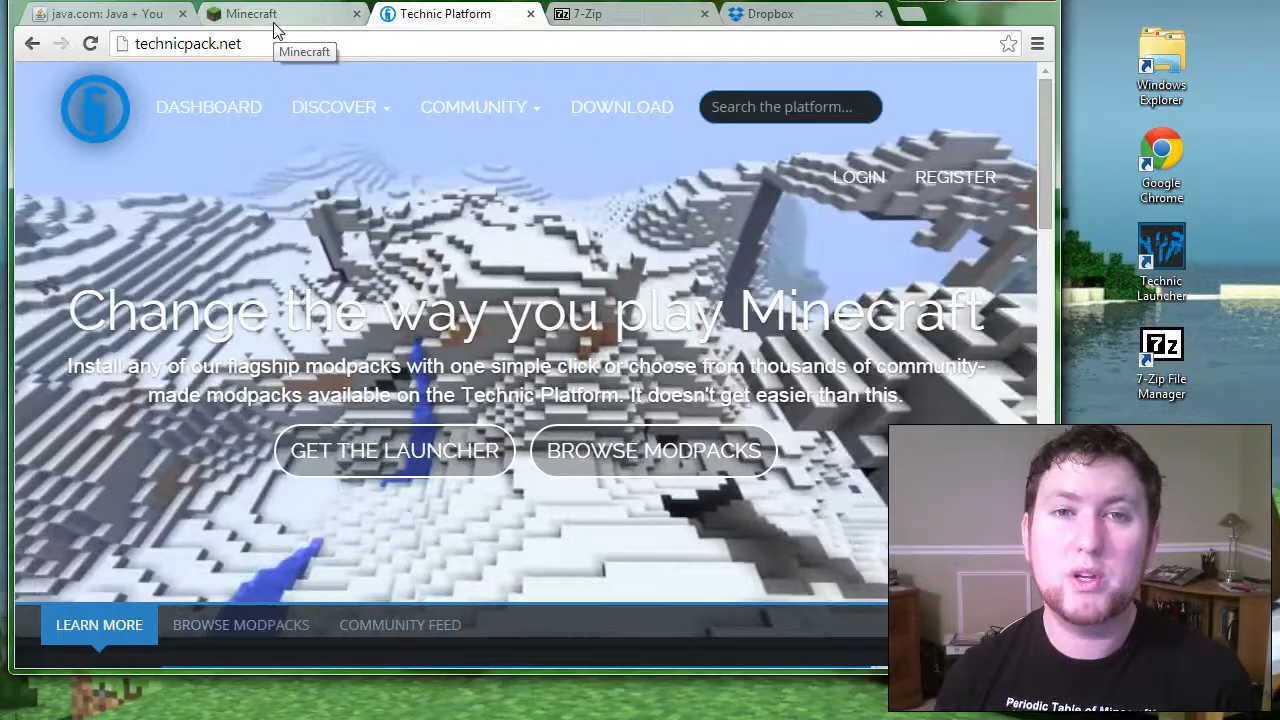 java.com: Java + You
Minecraft
Technic Platform
7-Zip
Dropbox
technicpack.net
Minecraft
DASHBOARD
DISCOVER
COMMUNITY
DOWNLOAD
Search the platform...
LOGIN
REGISTER
Change the way you play Minecraft
Install any of our flagship modpacks with one simple click or choose from thousands of community-
made modpacks available on the Technic Platform. It doesn't get easier than this.
GET THE LAUNCHER
BROWSE MODPACKS
LEARN MORE
BROWSE MODPACKS
COMMUNITY FEED
Windows
Explorer
Google
Chrome
Technic
Launcher
7z
7-Zip File
Manager
Periodic Table of